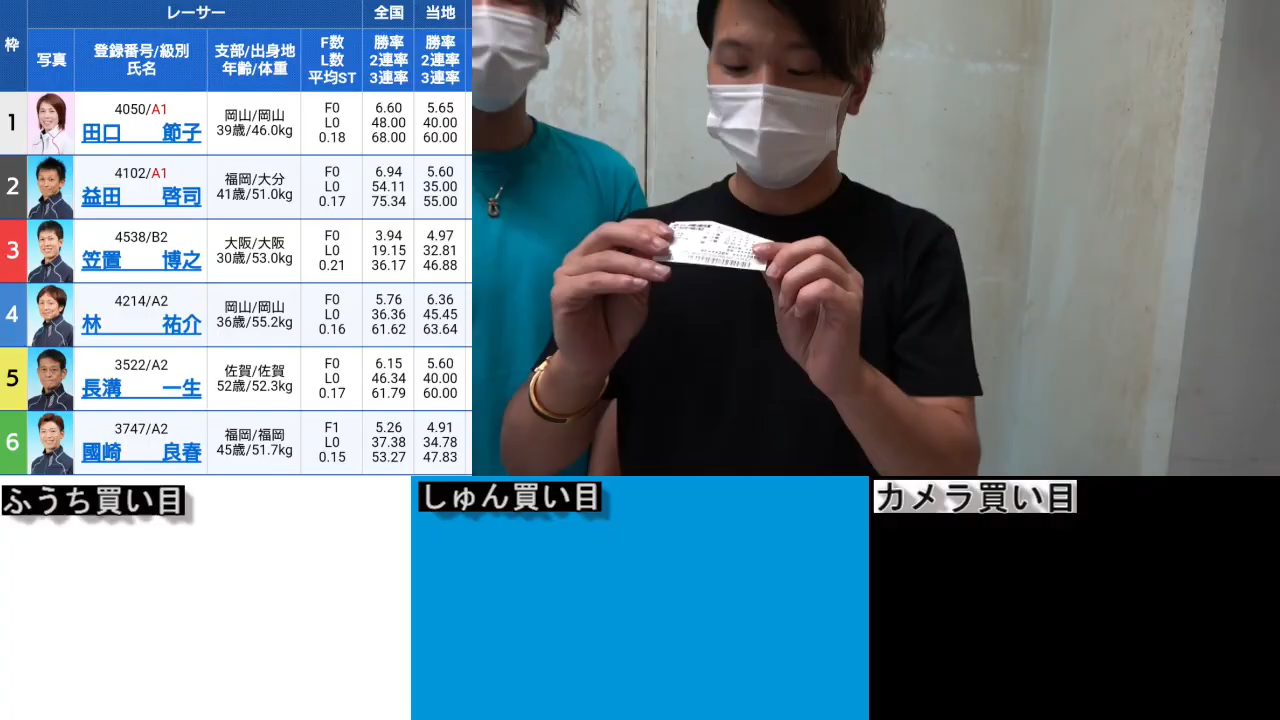 レーサー 全国 当地
枠 写真 登録番号/級別 氏名 支部/出身地 年齢/体重 F数 L数 平均ST 勝率 2連率 3連率 勝率 2連率 3連率
1 4050/A1 田口 節子 岡山/岡山 39歳/46.0kg F0 L0 0.18 6.60 48.00 68.00 5.65 40.00 60.00
2 4102/A1 益田 啓司 福岡/大分 41歳/51.0kg F0 L0 0.17 6.94 54.11 75.34 5.60 35.00 55.00
3 4538/B2 笠置 博之 大阪/大阪 30歳/53.0kg F0 L0 0.21 3.94 19.15 36.17 4.97 32.81 46.88
4 4214/A2 林 祐介 岡山/岡山 36歳/55.2kg F0 L0 0.16 5.76 36.36 61.62 6.36 45.45 63.64
5 3522/A2 長溝 一生 佐賀/佐賀 52歳/52.3kg F0 L0 0.17 6.15 46.34 61.79 5.60 40.00 60.00
6 3747/A2 國崎 良春 福岡/福岡 45歳/51.7kg F1 L0 0.15 5.26 37.38 53.27 4.91 34.78 47.83
ふうち買い目
しゅん買い目
カメラ買い目